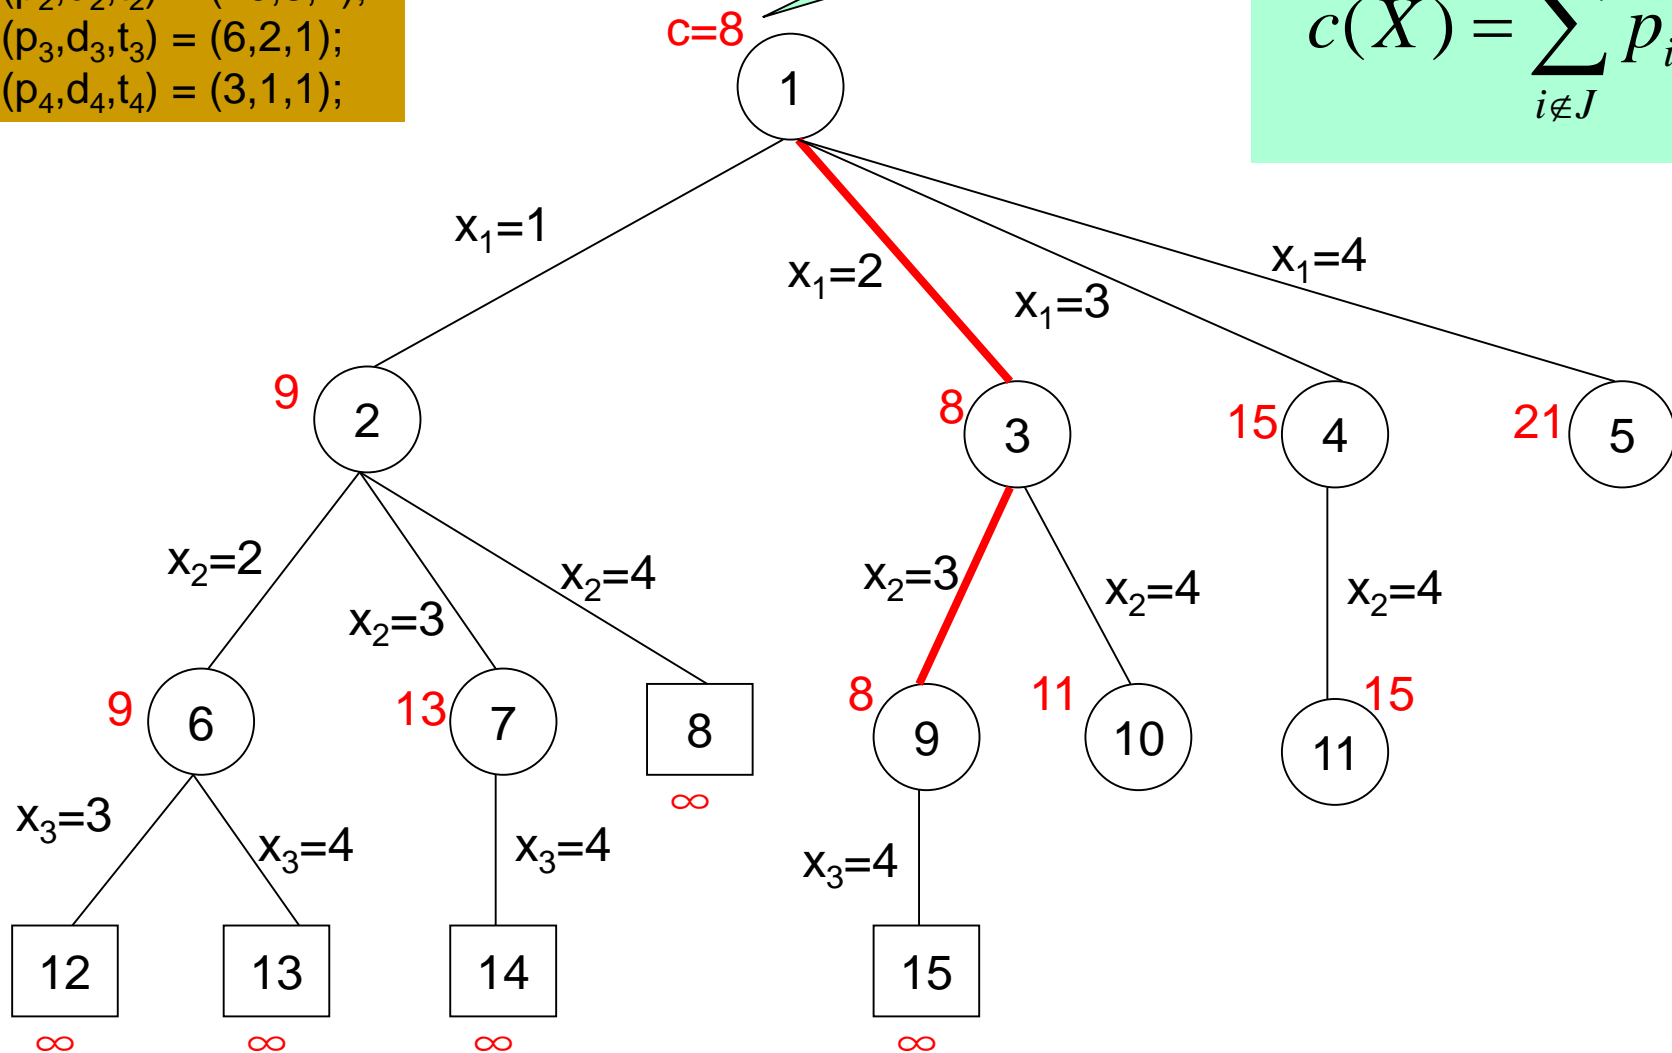 (p₃,d₃,t₃) = (6,2,1);
(p₄,d₄,t₄) = (3,1,1);
c=8
c(X) = ∑ pᵢ
i∉J
1
x₁=1
x₁=2
x₁=3
x₁=4
9
2
8
3
15
4
21
5
x₂=2
x₂=3
x₂=4
x₂=3
x₂=4
x₂=4
9
6
13
7
8
∞
8
9
11
10
15
11
x₃=3
x₃=4
x₃=4
x₃=4
12
13
14
15
∞
∞
∞
∞